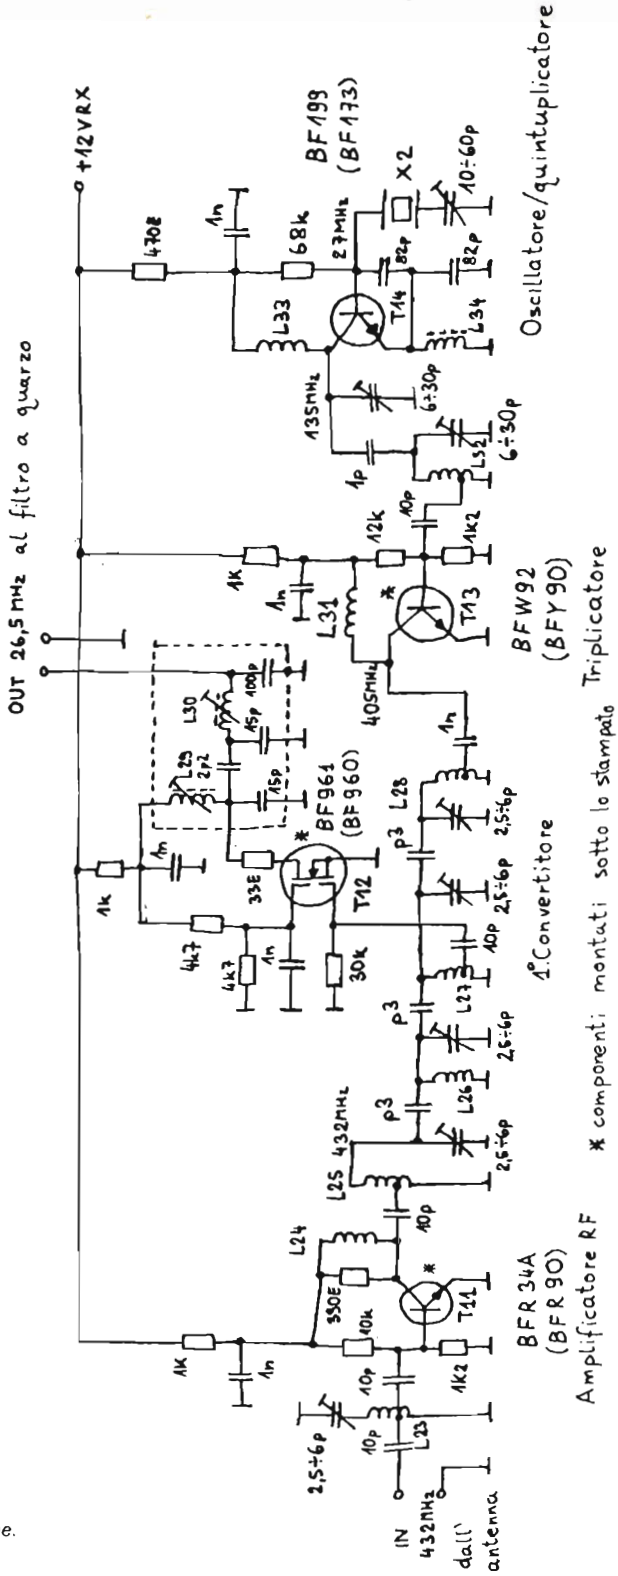 IN
432MHz
dall'
antenna
2,5÷6p
10p
L23
10p
1K
1n
10k
1k2
330E
L24
*
T11
BFR34A
(BFR90)
Amplificatore RF
10p
L25
432MHz
2,5÷6p
p3
L26
2,5÷6p
p3
L27
10p
2,5÷6p
p3
L28
2,5÷6p
1n
1°Convertitore
* componenti montati sotto lo stampato
1k
1n
4k7
4k7
1n
30k
33E
T12
*
BF961
(BF960)
L29
2p2
15p
L30
15p
100p
OUT 26,5MHz al filtro a quarzo
405MHz
L31
1n
1K
12k
*
1k2
T13
BFW92
(BFY90)
Triplicatore
10p
L32
6÷30p
1p
6÷30p
135MHz
L33
470E
1n
68k
27MHz
T14
82p
82p
L34
X2
10÷60p
BF199
(BF173)
Oscillatore/quintuplicatore
+12VRX
e.